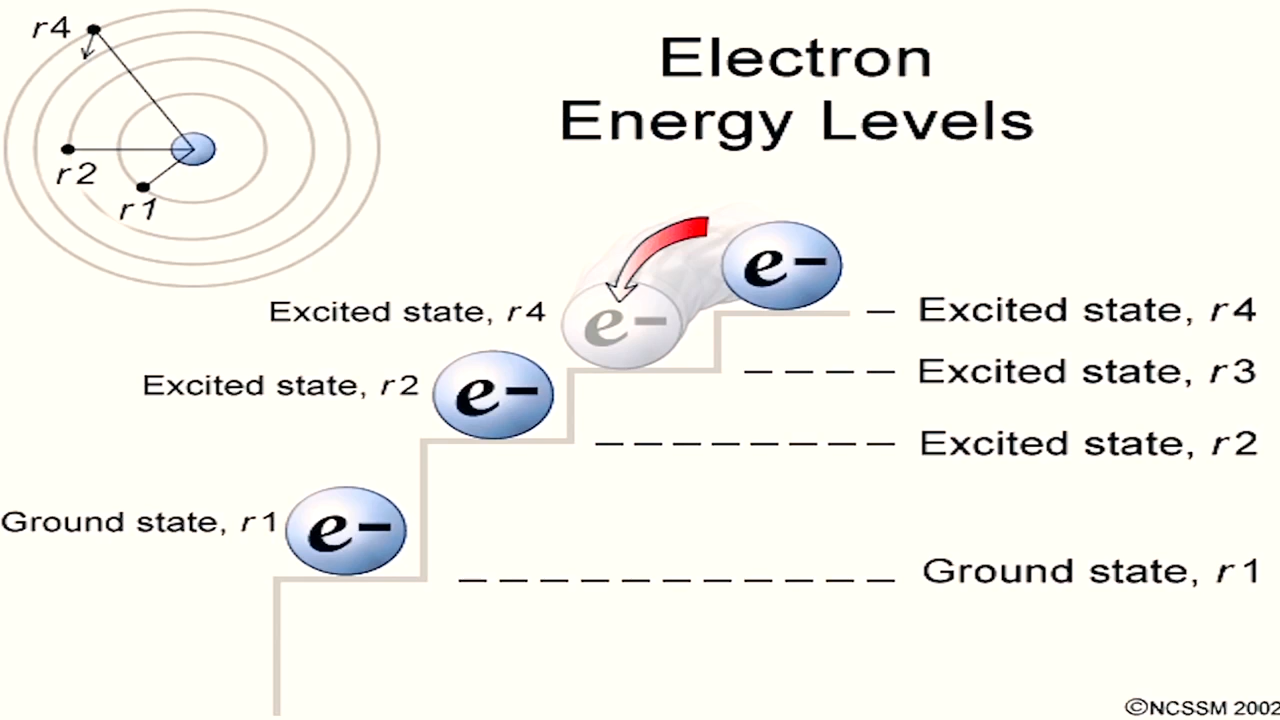 Electron
Energy Levels
r4
r2
r1
e−
e−
Excited state, r4
Excited state, r4
Excited state, r3
Excited state, r2
e−
Excited state, r2
Ground state, r1
e−
Ground state, r1
©NCSSM 2002